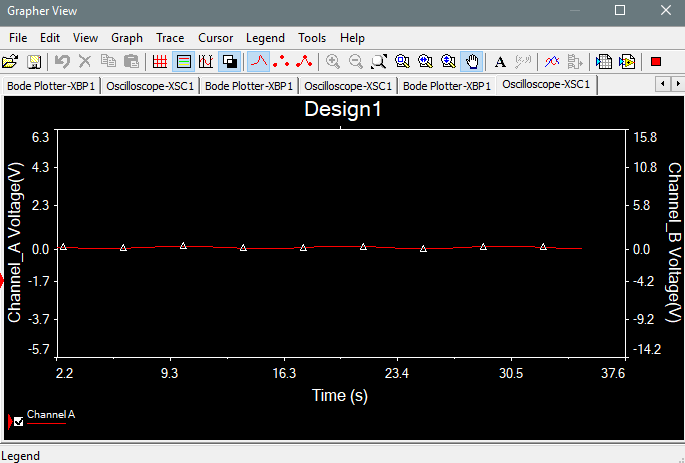 Grapher View
File Edit View Graph Trace Cursor Legend Tools Help
A
Bode Plotter-XBP1 Oscilloscope-XSC1 Bode Plotter-XBP1 Oscilloscope-XSC1 Bode Plotter-XBP1 Oscilloscope-XSC1
Design1
Channel_A Voltage(V)
6.3
4.3
2.3
0.0
-1.7
-3.7
-5.7
15.8
10.8
5.8
0.0
-4.2
-9.2
-14.2
Channel_B Voltage(V)
2.2 9.3 16.3 23.4 30.5 37.6
Time (s)
Channel A
Legend